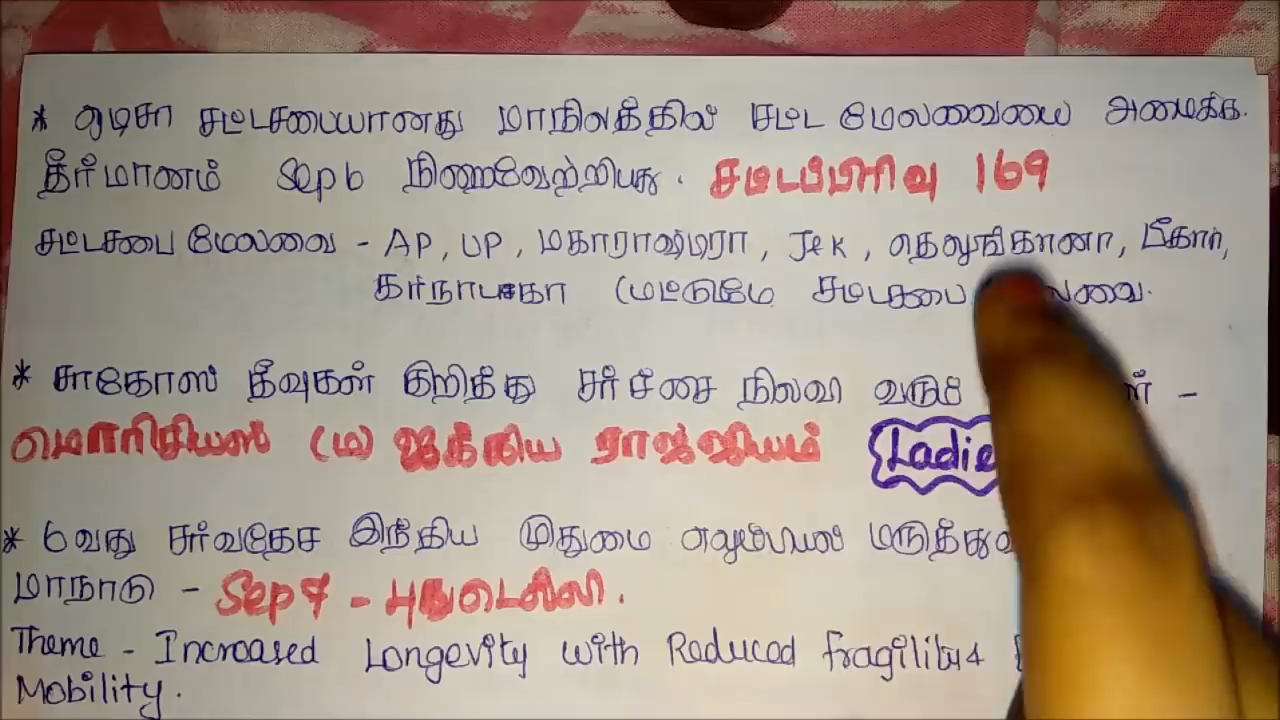 * ஒடிசா சட்டசபையானது மாநிலத்தில் சட்ட மேலவையை அமைக்க
தீர்மானம் Sep 6 நிறைவேற்றியது. சட்டப்பிரிவு 169
சட்டசபை மேலவை - AP, UP, மகாராஷ்டிரா, J&K, தெலுங்கானா, பீகார்,
கர்நாடகா மட்டுமே சட்டசபை லவை.
* சாகோஸ் தீவுகள் குறித்து சர்ச்சை நிலவி வரும் ள் -
மொரிசியஸ் (ம) ஐக்கிய ராஜ்ஜியம் Ladie
* 6வது சர்வதேச இந்திய முதுமை எலும்பியல் மருத்துவ
மாநாடு - Sep 7 - புதுடெல்லி.
Theme - Increased Longevity with Reduced Fragility
Mobility.